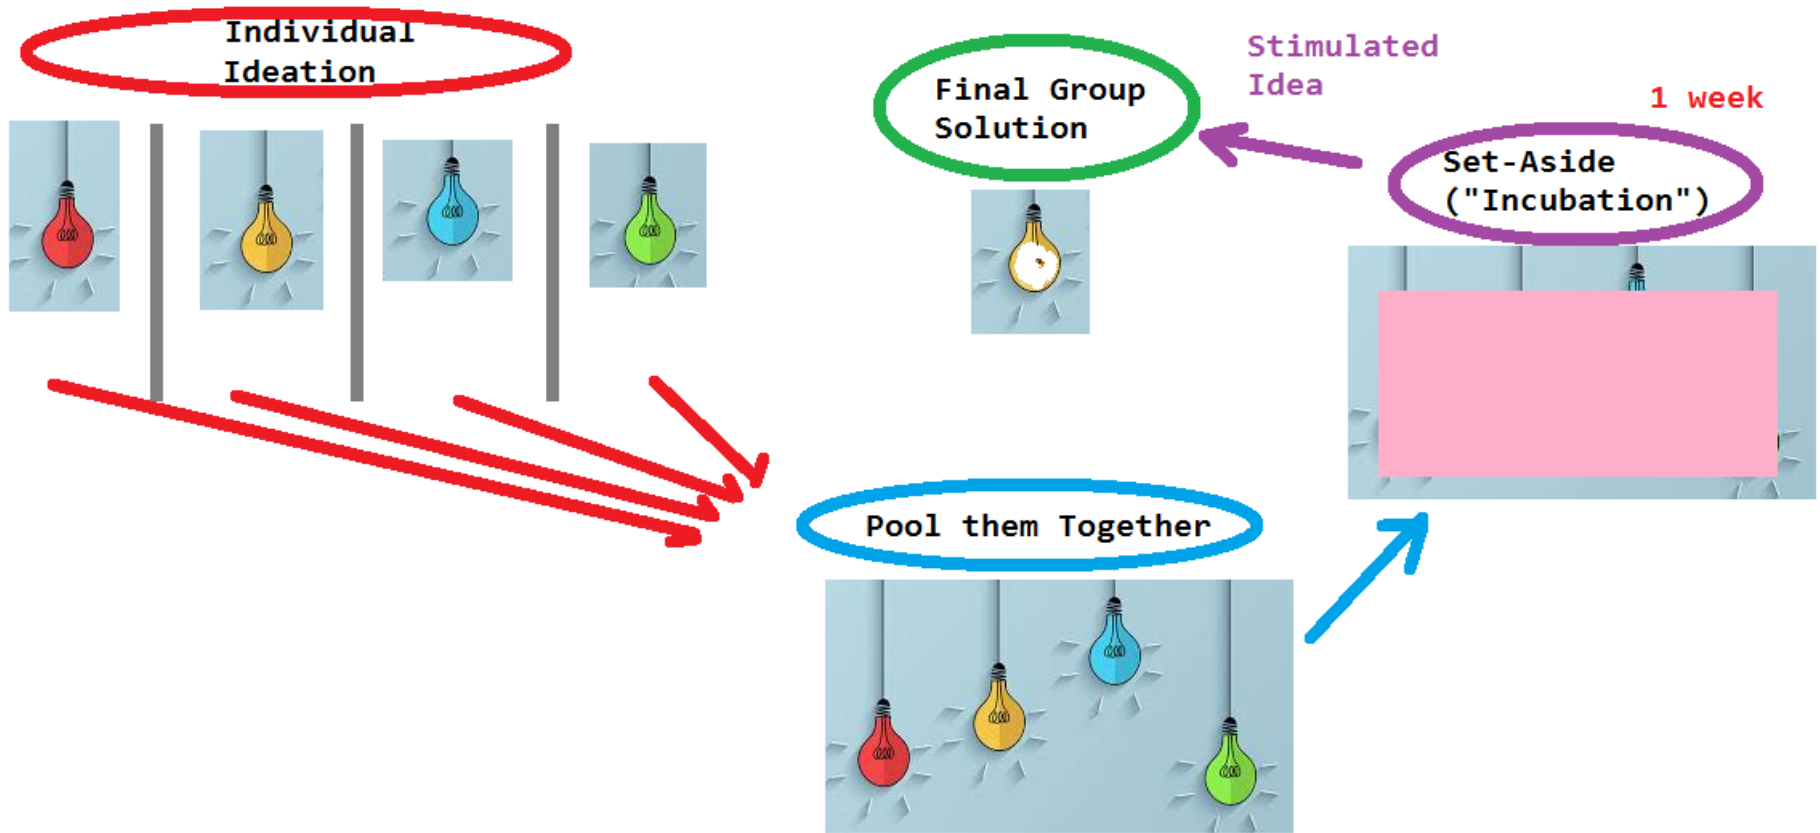 Individual
Ideation
Final Group
Solution
Stimulated
Idea
1 week
Set-Aside
("Incubation")
Pool them Together